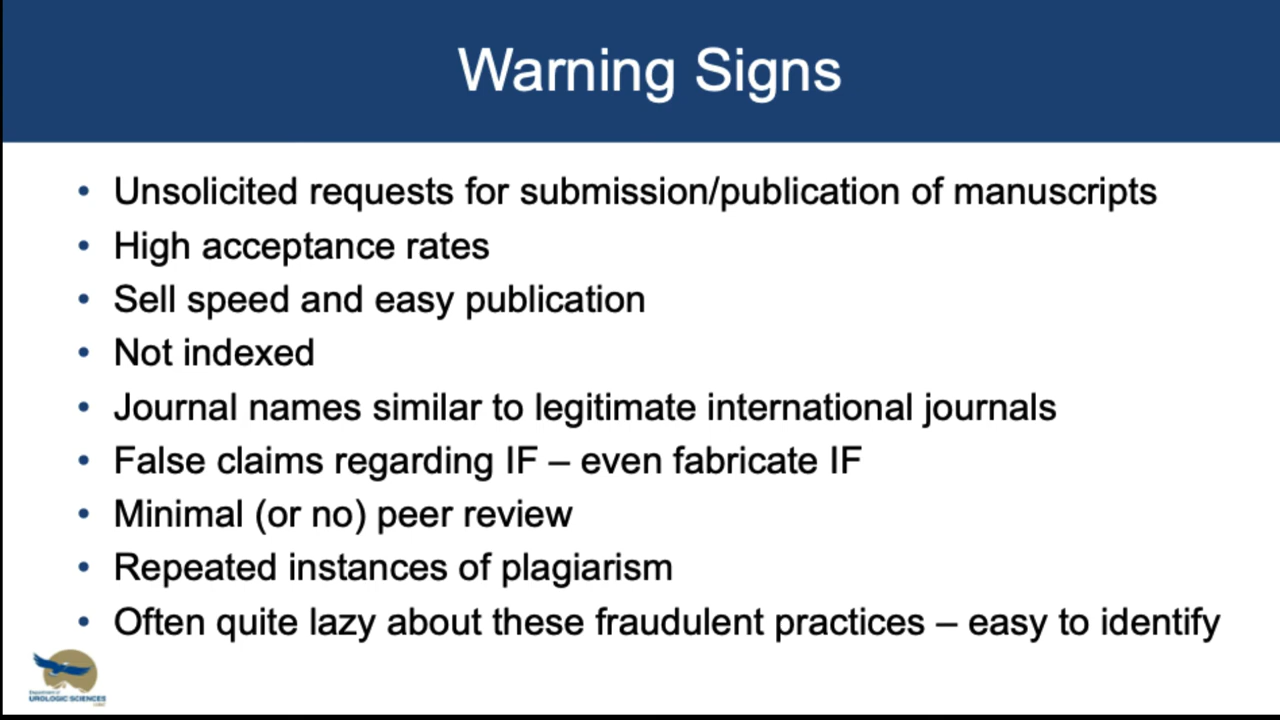 Warning Signs
• Unsolicited requests for submission/publication of manuscripts
• High acceptance rates
• Sell speed and easy publication
• Not indexed
• Journal names similar to legitimate international journals
• False claims regarding IF – even fabricate IF
• Minimal (or no) peer review
• Repeated instances of plagiarism
• Often quite lazy about these fraudulent practices – easy to identify
Department of
UROLOGIC SCIENCES